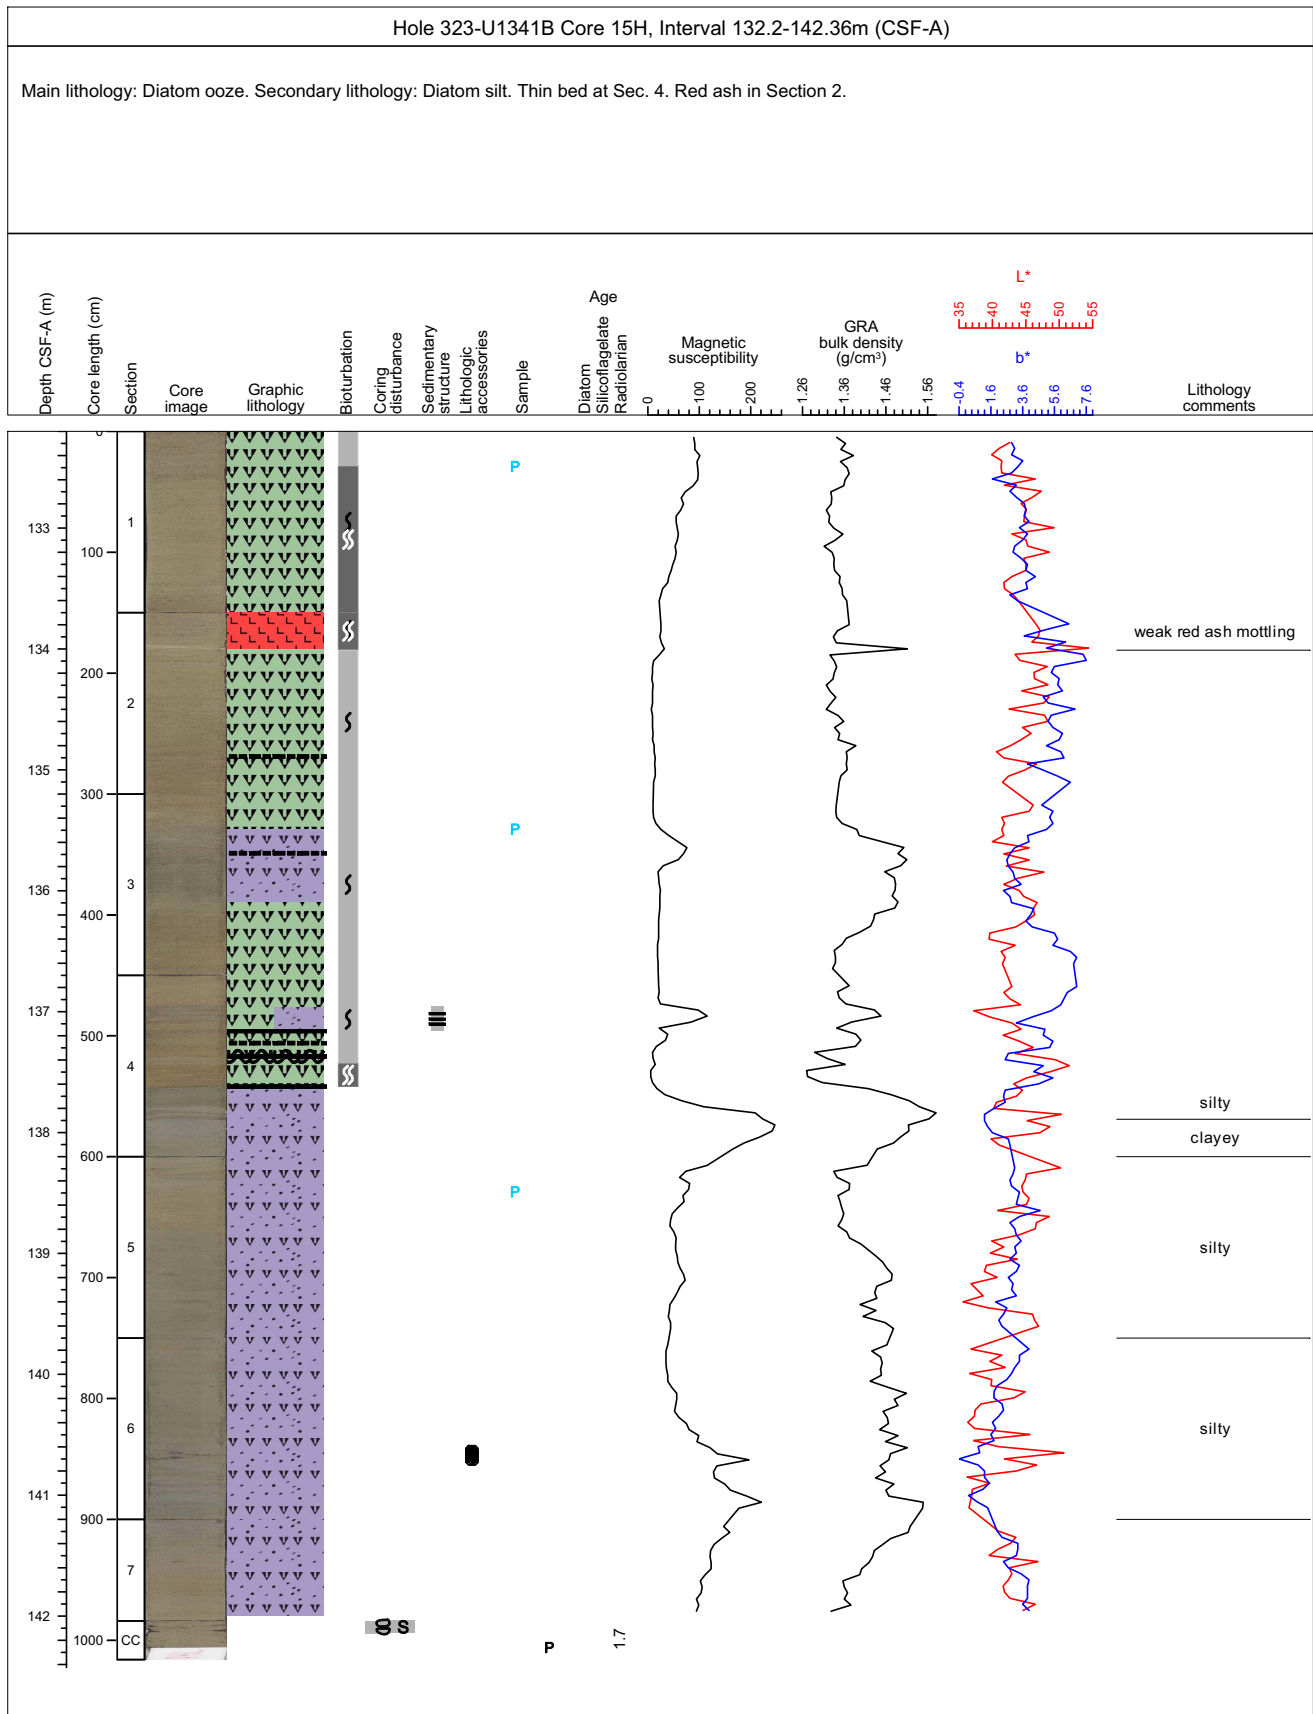 Hole 323-U1341B Core 15H, Interval 132.2-142.36m (CSF-A)
Main lithology: Diatom ooze. Secondary lithology: Diatom silt. Thin bed at Sec. 4. Red ash in Section 2.
Depth CSF-A (m)
Core length (cm)
Section
Core
image
Graphic
lithology
Bioturbation
Coring
disturbance
Sedimentary
structure
Lithologic
accessories
Sample
Age
Diatom
Silicoflagelate
Radiolarian
Magnetic
susceptibility
0 100 200
GRA
bulk density
(g/cm³)
1.26 1.36 1.46 1.56
L*
35 40 45 50 55
b*
-0.4 1.6 3.6 5.6 7.6
Lithology
comments
0
P
1
133
100
weak red ash mottling
134
200
2
135
300
P
3
136
400
137
500
4
silty
138
clayey
600
P
5
139
silty
700
140
800
6
silty
141
900
7
142
S
1000
CC
P
1.7